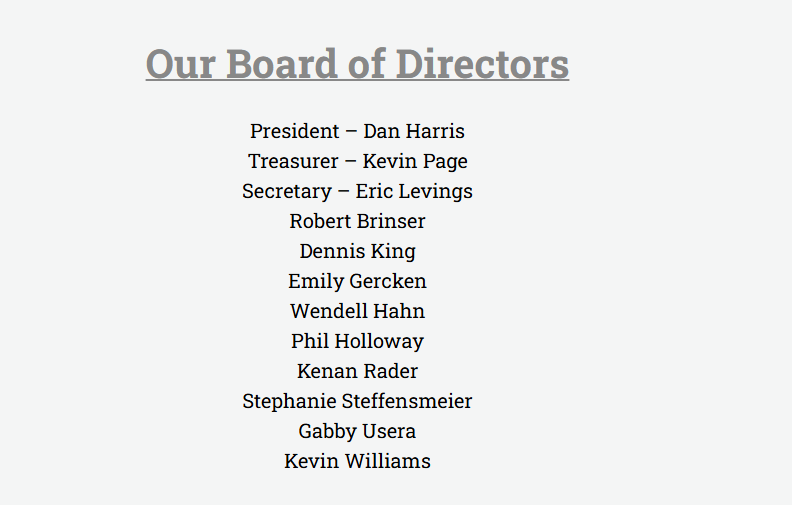 Our Board of Directors
President – Dan Harris
Treasurer – Kevin Page
Secretary – Eric Levings
Robert Brinser
Dennis King
Emily Gercken
Wendell Hahn
Phil Holloway
Kenan Rader
Stephanie Steffensmeier
Gabby Usera
Kevin Williams